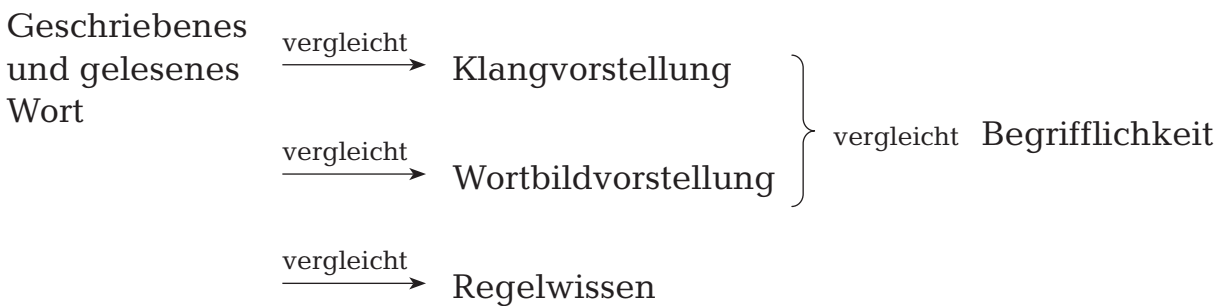 Geschriebenes
und gelesenes
Wort
vergleicht
Klangvorstellung
vergleicht
Wortbildvorstellung
vergleicht Begrifflichkeit
vergleicht
Regelwissen